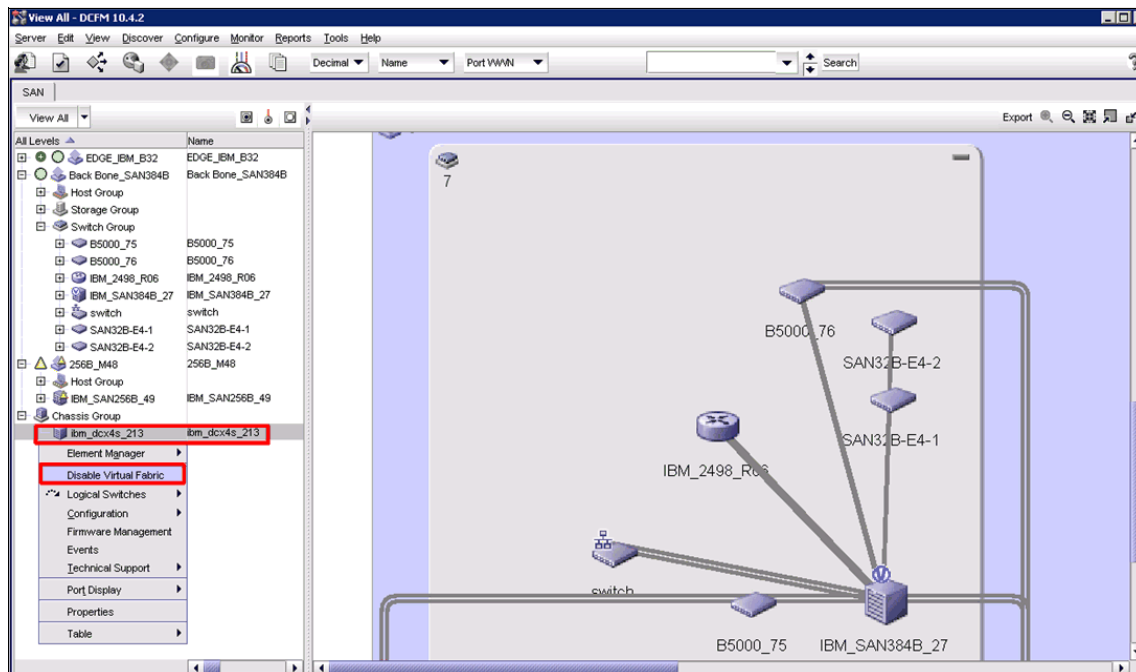 View All - DCFM 10.4.2
Server Edit View Discover Configure Monitor Reports Tools Help
Decimal Name Port WWN Search
SAN
View All Export
All Levels Name
EDGE_IBM_B32 EDGE_IBM_B32
Back Bone_SAN384B Back Bone_SAN384B
Host Group
Storage Group
Switch Group
B5000_75 B5000_75
B5000_76 B5000_76
IBM_2498_R06 IBM_2498_R06
IBM_SAN384B_27 IBM_SAN384B_27
switch switch
SAN32B-E4-1 SAN32B-E4-1
SAN32B-E4-2 SAN32B-E4-2
256B_M48 256B_M48
Host Group
IBM_SAN256B_49 IBM_SAN256B_49
Chassis Group
ibm_dcx4s_213 ibm_dcx4s_213
Element Manager
Disable Virtual Fabric
Logical Switches
Configuration
Firmware Management
Events
Technical Support
Port Display
Properties
Table
7
B5000_76
SAN32B-E4-2
SAN32B-E4-1
IBM_2498_R06
switch
B5000_75
IBM_SAN384B_27